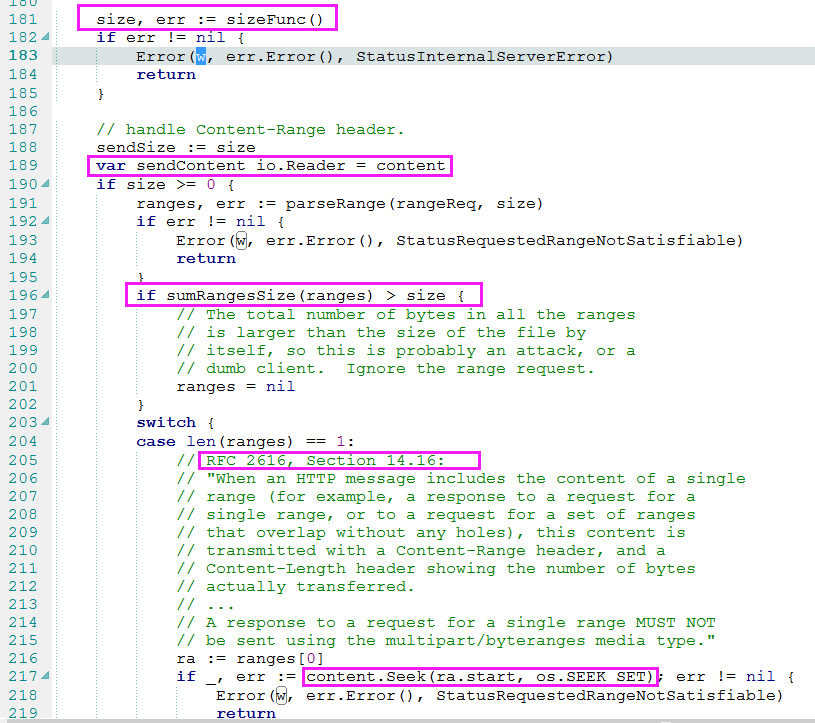 180
181 size, err := sizeFunc()
182 if err != nil {
183 Error(w, err.Error(), StatusInternalServerError)
184 return
185 }
186
187 // handle Content-Range header.
188 sendSize := size
189 var sendContent io.Reader = content
190 if size >= 0 {
191 ranges, err := parseRange(rangeReq, size)
192 if err != nil {
193 Error(w, err.Error(), StatusRequestedRangeNotSatisfiable)
194 return
195 }
196 if sumRangesSize(ranges) > size {
197 // The total number of bytes in all the ranges
198 // is larger than the size of the file by
199 // itself, so this is probably an attack, or a
200 // dumb client.  Ignore the range request.
201 ranges = nil
202 }
203 switch {
204 case len(ranges) == 1:
205 // RFC 2616, Section 14.16:
206 // "When an HTTP message includes the content of a single
207 // range (for example, a response to a request for a
208 // single range, or to a request for a set of ranges
209 // that overlap without any holes), this content is
210 // transmitted with a Content-Range header, and a
211 // Content-Length header showing the number of bytes
212 // actually transferred.
213 // ...
214 // A response to a request for a single range MUST NOT
215 // be sent using the multipart/byteranges media type."
216 ra := ranges[0]
217 if _, err := content.Seek(ra.start, os.SEEK_SET); err != nil {
218 Error(w, err.Error(), StatusRequestedRangeNotSatisfiable)
219 return